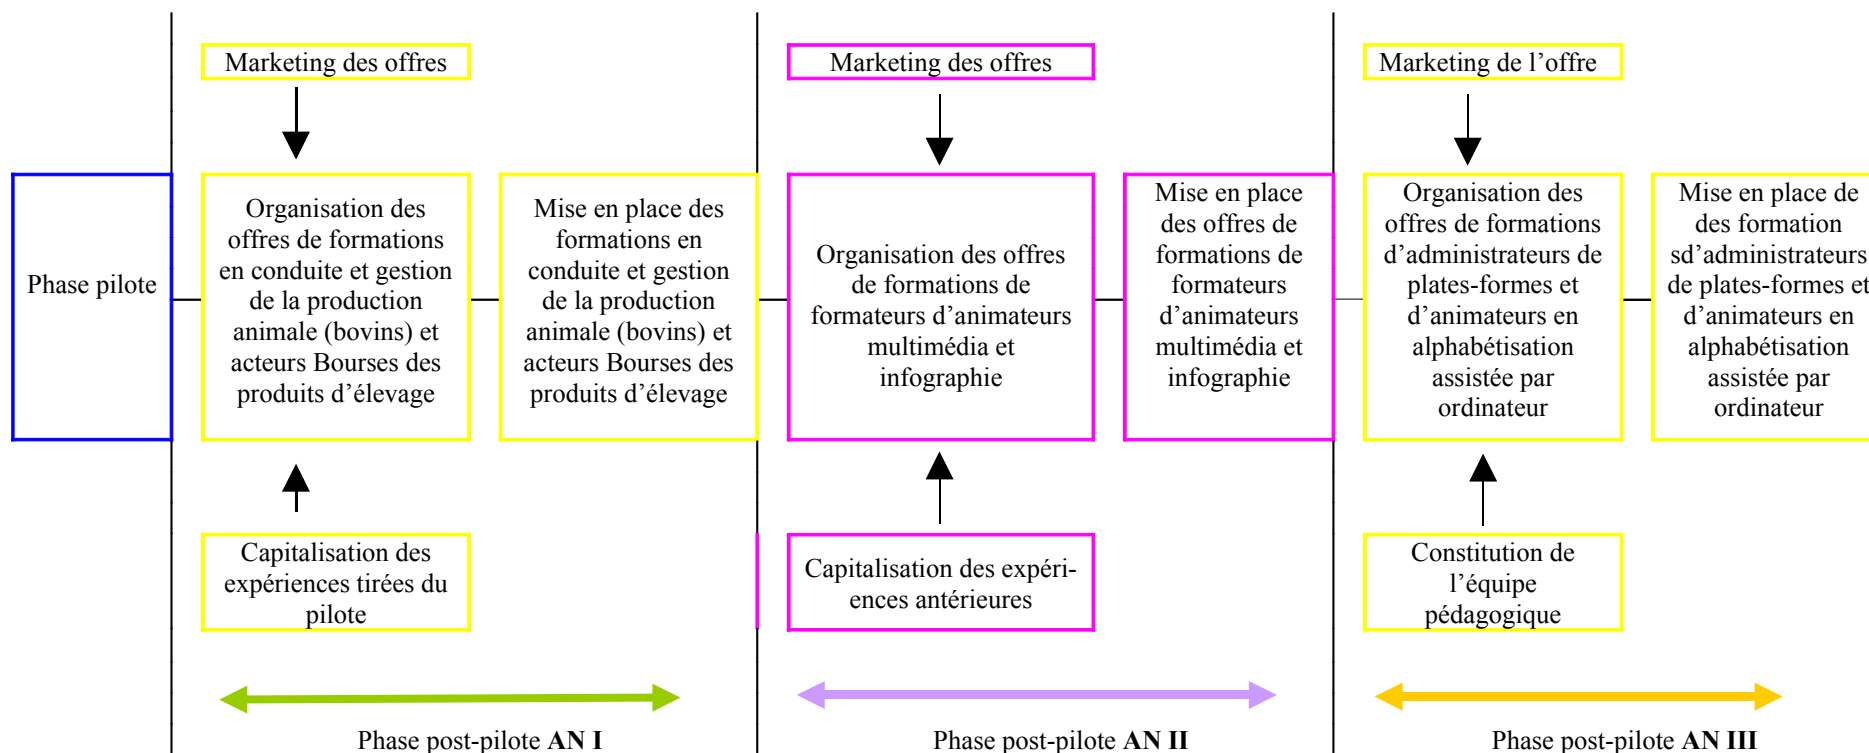 Marketing des offres
Marketing des offres
Marketing de l’offre
Phase pilote
Organisation des
offres de formations
en conduite et gestion
de la production
animale (bovins) et
acteurs Bourses des
produits d’élevage
Mise en place des
formations en
conduite et gestion
de la production
animale (bovins) et
acteurs Bourses des
produits d’élevage
Organisation des offres
de formations de
formateurs d’animateurs
multimédia et
infographie
Mise en place
des offres de
formations de
formateurs
d’animateurs
multimédia et
infographie
Organisation des
offres de formations
d’administrateurs de
plates-formes et
d’animateurs en
alphabétisation
assistée par
ordinateur
Mise en place de
des formation
sd’administrateurs
de plates-formes et
d’animateurs en
alphabétisation
assistée par
ordinateur
Capitalisation des
expériences tirées du
pilote
Capitalisation des expéri-
ences antérieures
Constitution de
l’équipe
pédagogique
Phase post-pilote AN I
Phase post-pilote AN II
Phase post-pilote AN III